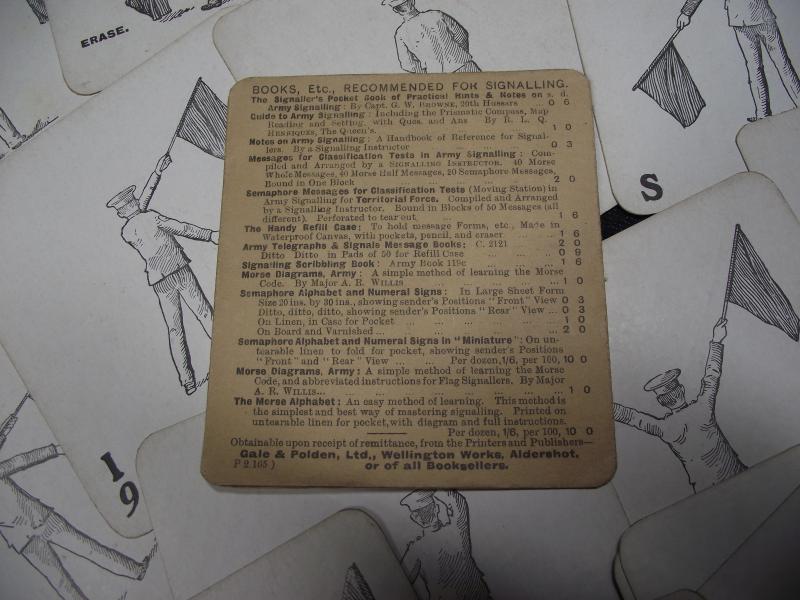 ERASE.
S
I
9
BOOKS, Etc., RECOMMENDED FOR SIGNALLING.
The Signaller's Pocket Book of Practical Hints & Notes on s. d.
Army Signalling: By Capt. G. W. BROWNE, 20th Hussars 0 6
Guide to Army Signalling: Including the Prismatic Compass, Map
Reading and Setting, with Ques. and Ans By R. L. Q.
HENRIQUES, The Queen's. 1 0
Notes on Army Signalling: A Handbook of Reference for Signal-
lers. By a Signalling Instructor 0 3
Messages for Classification Tests in Army Signalling: Com-
piled and Arranged by a SIGNALLING INSTRUCTOR. 40 Morse
Whole Messages, 40 Morse Half Messages, 20 Semaphore Messages,
Bound in One Block ... 2 0
Semaphore Messages for Classification Tests (Moving Station) in
Army Signalling for Territorial Force. Compiled and Arranged
by a Signalling Instructor. Bound in Blocks of 50 Messages (all
different). Perforated to tear out 1 6
The Handy Refill Case: To hold message Forms, etc., Made in
Waterproof Canvas, with pockets, pencil, and eraser ... 1 6
Army Telegraphs & Signals Message Books: C. 2121 2 0
Ditto Ditto in Pads of 50 for Refill Case ... 0 9
Signalling Scribbling Book: Army Book 119c ... 1 6
Morse Diagrams, Army: A simple method of learning the Morse
Code. By Major A. R. WILLIS ... 1 0
Semaphore Alphabet and Numeral Signs: In Large Sheet Form
Size 20 ins. by 30 ins., showing sender's Positions "Front" View 0 3
Ditto, ditto, ditto, showing sender's Positions "Rear" View ... 0 3
On Linen, in Case for Pocket ... 1 0
On Board and Varnished ... 2 0
Semaphore Alphabet and Numeral Signs in "Miniature": On un-
tearable linen to fold for pocket, showing sender's Positions
"Front" and "Rear" View ... Per dozen, 1/6, per 100, 10 0
Morse Diagrams, Army: A simple method of learning the Morse
Code, and abbreviated instructions for Flag Signallers. By Major
A. R. WILLIS... 1 0
The Morse Alphabet: An easy method of learning. This method is
the simplest and best way of mastering signalling. Printed on
untearable linen for pocket, with diagram and full instructions.
Per dozen, 1/6, per 100, 10 0
Obtainable upon receipt of remittance, from the Printers and Publishers—
Gale & Polden, Ltd., Wellington Works, Aldershot,
P 2,165) or of all Booksellers.